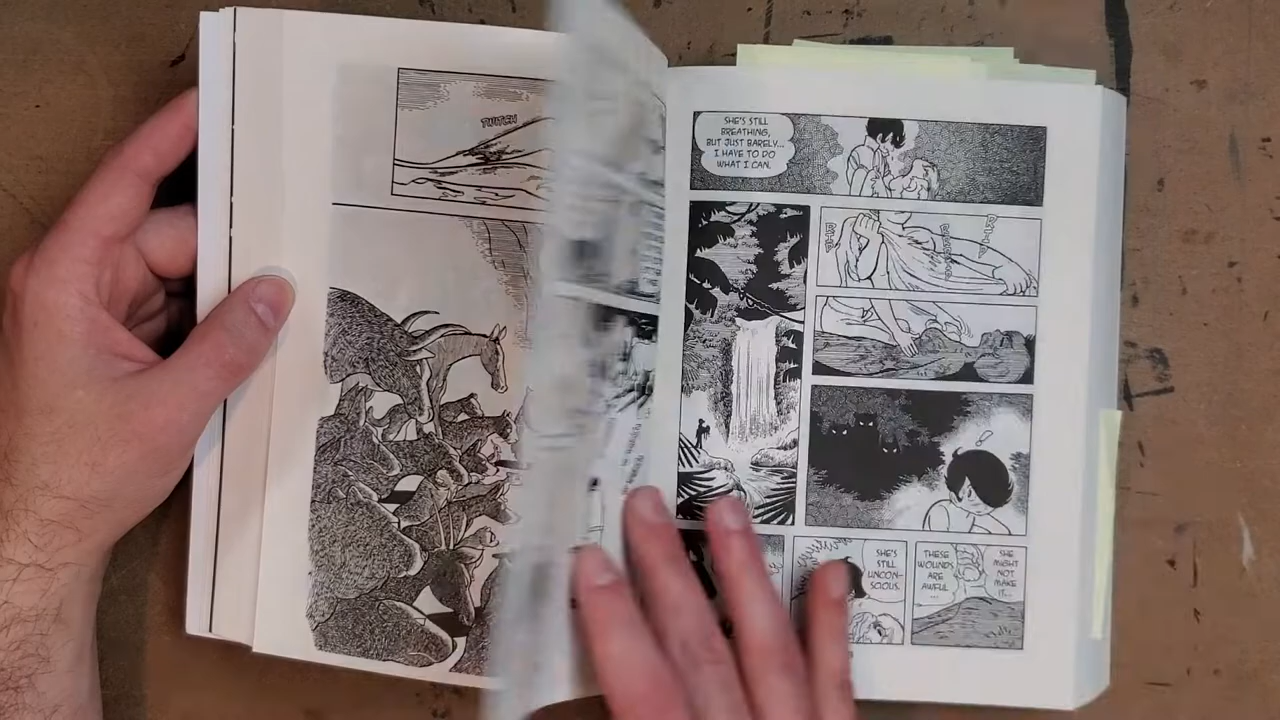 TWITCH
SHE'S STILL
BREATHING,
BUT JUST BARELY...
I HAVE TO DO
WHAT I CAN.
SHE'S
STILL
UNCON-
SCIOUS.
THESE
WOUNDS
ARE
AWFUL
...
SHE
MIGHT
NOT
MAKE
IT...